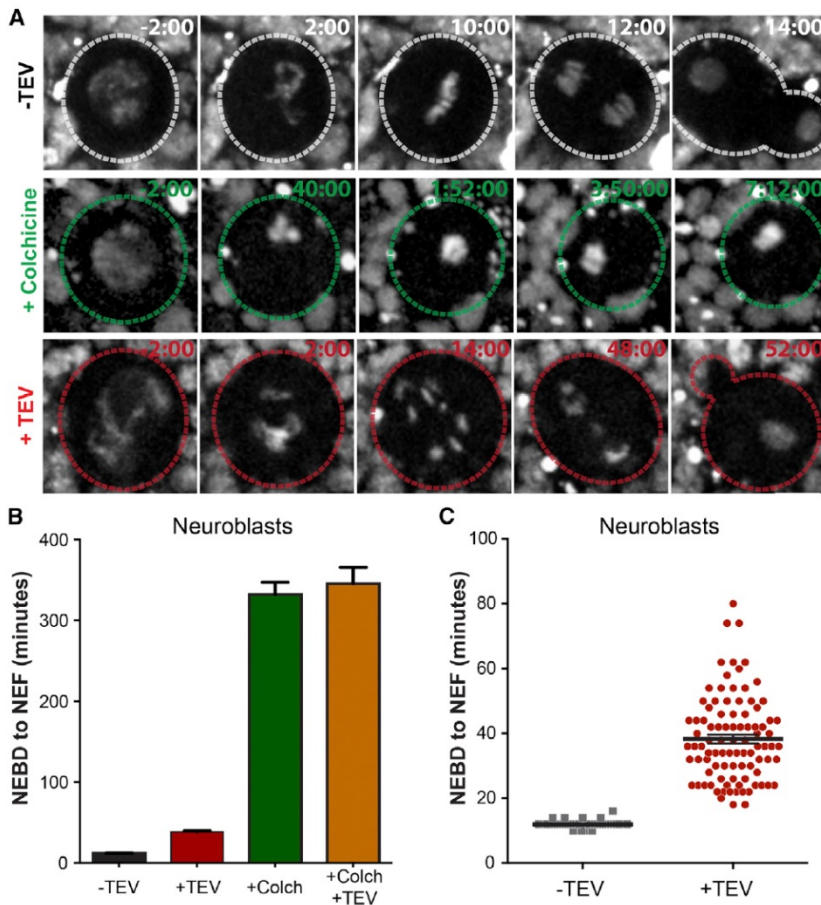 A
-TEV
-2:00
2:00
10:00
12:00
14:00
+ Colchicine
-2:00
40:00
1:52:00
3:50:00
7:12:00
+ TEV
-2:00
2:00
14:00
48:00
52:00
B
Neuroblasts
NEBD to NEF (minutes)
400
300
200
100
0
-TEV
+TEV
+Colch
+Colch
+TEV
C
Neuroblasts
NEBD to NEF (minutes)
100
80
60
40
20
0
-TEV
+TEV